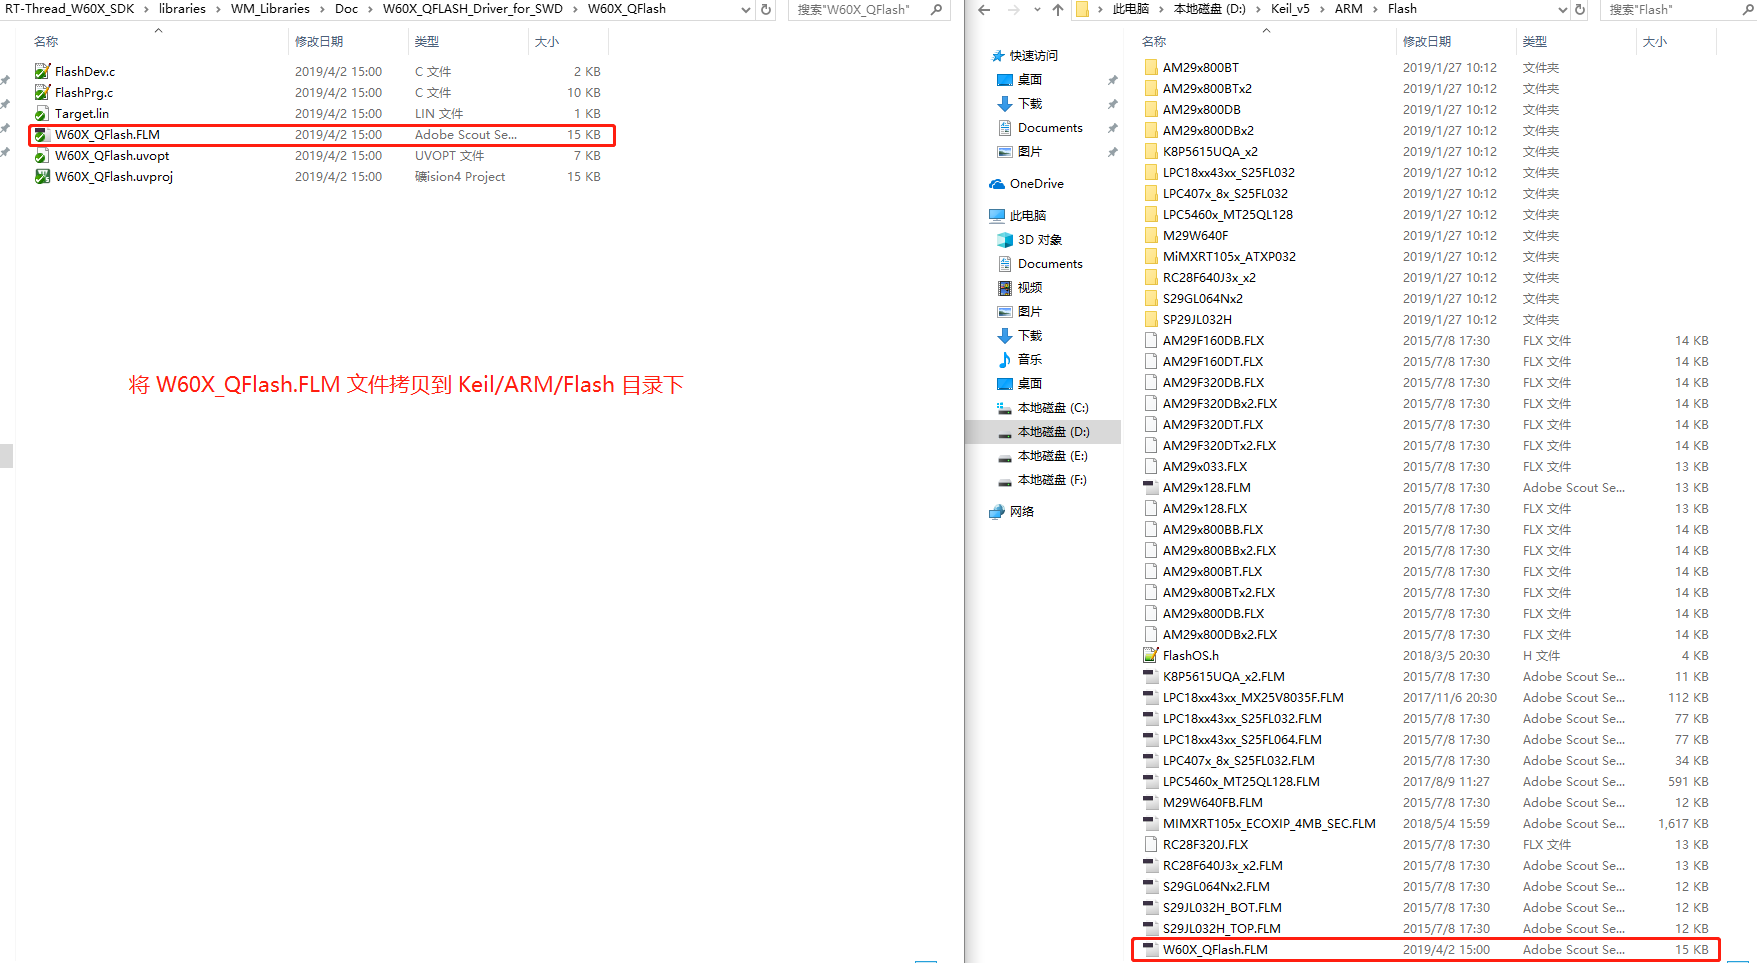 RT-Thread_W60X_SDK › libraries › WM_Libraries › Doc › W60X_QFLASH_Driver_for_SWD › W60X_QFlash
搜索"W60X_QFlash"
名称 修改日期 类型 大小
FlashDev.c 2019/4/2 15:00 C 文件 2 KB
FlashPrg.c 2019/4/2 15:00 C 文件 10 KB
Target.lin 2019/4/2 15:00 LIN 文件 1 KB
W60X_QFlash.FLM 2019/4/2 15:00 Adobe Scout Se... 15 KB
W60X_QFlash.uvopt 2019/4/2 15:00 UVOPT 文件 7 KB
W60X_QFlash.uvproj 2019/4/2 15:00 礦ision4 Project 15 KB
将 W60X_QFlash.FLM 文件拷贝到 Keil/ARM/Flash 目录下
› 此电脑 › 本地磁盘 (D:) › Keil_v5 › ARM › Flash
搜索"Flash"
快速访问
桌面
下载
Documents
图片
OneDrive
此电脑
3D 对象
Documents
视频
图片
下载
音乐
桌面
本地磁盘 (C:)
本地磁盘 (D:)
本地磁盘 (E:)
本地磁盘 (F:)
网络
名称 修改日期 类型 大小
AM29x800BT 2019/1/27 10:12 文件夹
AM29x800BTx2 2019/1/27 10:12 文件夹
AM29x800DB 2019/1/27 10:12 文件夹
AM29x800DBx2 2019/1/27 10:12 文件夹
K8P5615UQA_x2 2019/1/27 10:12 文件夹
LPC18xx43xx_S25FL032 2019/1/27 10:12 文件夹
LPC407x_8x_S25FL032 2019/1/27 10:12 文件夹
LPC5460x_MT25QL128 2019/1/27 10:12 文件夹
M29W640F 2019/1/27 10:12 文件夹
MiMXRT105x_ATXP032 2019/1/27 10:12 文件夹
RC28F640J3x_x2 2019/1/27 10:12 文件夹
S29GL064Nx2 2019/1/27 10:12 文件夹
SP29JL032H 2019/1/27 10:12 文件夹
AM29F160DB.FLX 2015/7/8 17:30 FLX 文件 14 KB
AM29F160DT.FLX 2015/7/8 17:30 FLX 文件 14 KB
AM29F320DB.FLX 2015/7/8 17:30 FLX 文件 14 KB
AM29F320DBx2.FLX 2015/7/8 17:30 FLX 文件 14 KB
AM29F320DT.FLX 2015/7/8 17:30 FLX 文件 14 KB
AM29F320DTx2.FLX 2015/7/8 17:30 FLX 文件 14 KB
AM29x033.FLX 2015/7/8 17:30 FLX 文件 13 KB
AM29x128.FLM 2015/7/8 17:30 Adobe Scout Se... 13 KB
AM29x128.FLX 2015/7/8 17:30 FLX 文件 13 KB
AM29x800BB.FLX 2015/7/8 17:30 FLX 文件 14 KB
AM29x800BBx2.FLX 2015/7/8 17:30 FLX 文件 14 KB
AM29x800BT.FLX 2015/7/8 17:30 FLX 文件 14 KB
AM29x800BTx2.FLX 2015/7/8 17:30 FLX 文件 14 KB
AM29x800DB.FLX 2015/7/8 17:30 FLX 文件 14 KB
AM29x800DBx2.FLX 2015/7/8 17:30 FLX 文件 14 KB
FlashOS.h 2018/3/5 20:30 H 文件 4 KB
K8P5615UQA_x2.FLM 2015/7/8 17:30 Adobe Scout Se... 11 KB
LPC18xx43xx_MX25V8035F.FLM 2017/11/6 20:30 Adobe Scout Se... 112 KB
LPC18xx43xx_S25FL032.FLM 2015/7/8 17:30 Adobe Scout Se... 77 KB
LPC18xx43xx_S25FL064.FLM 2015/7/8 17:30 Adobe Scout Se... 77 KB
LPC407x_8x_S25FL032.FLM 2015/7/8 17:30 Adobe Scout Se... 34 KB
LPC5460x_MT25QL128.FLM 2017/8/9 11:27 Adobe Scout Se... 591 KB
M29W640FB.FLM 2015/7/8 17:30 Adobe Scout Se... 12 KB
MIMXRT105x_ECOXIP_4MB_SEC.FLM 2018/5/4 15:59 Adobe Scout Se... 1,617 KB
RC28F320J.FLX 2015/7/8 17:30 FLX 文件 13 KB
RC28F640J3x_x2.FLM 2015/7/8 17:30 Adobe Scout Se... 13 KB
S29GL064Nx2.FLM 2015/7/8 17:30 Adobe Scout Se... 12 KB
S29JL032H_BOT.FLM 2015/7/8 17:30 Adobe Scout Se... 12 KB
S29JL032H_TOP.FLM 2015/7/8 17:30 Adobe Scout Se... 12 KB
W60X_QFlash.FLM 2019/4/2 15:00 Adobe Scout Se... 15 KB